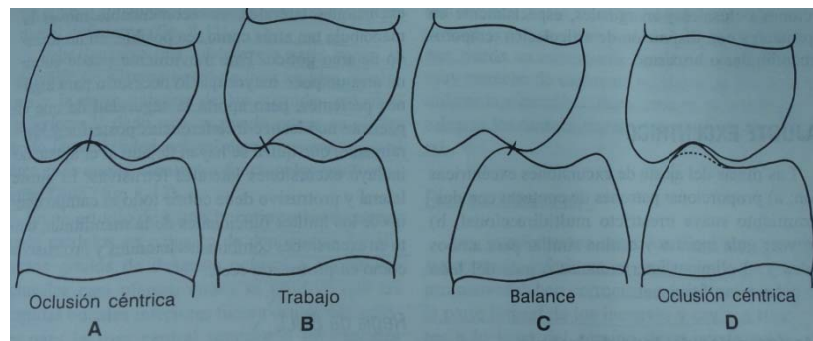 Oclusión céntrica
A
Trabajo
B
Balance
C
Oclusión céntrica
D